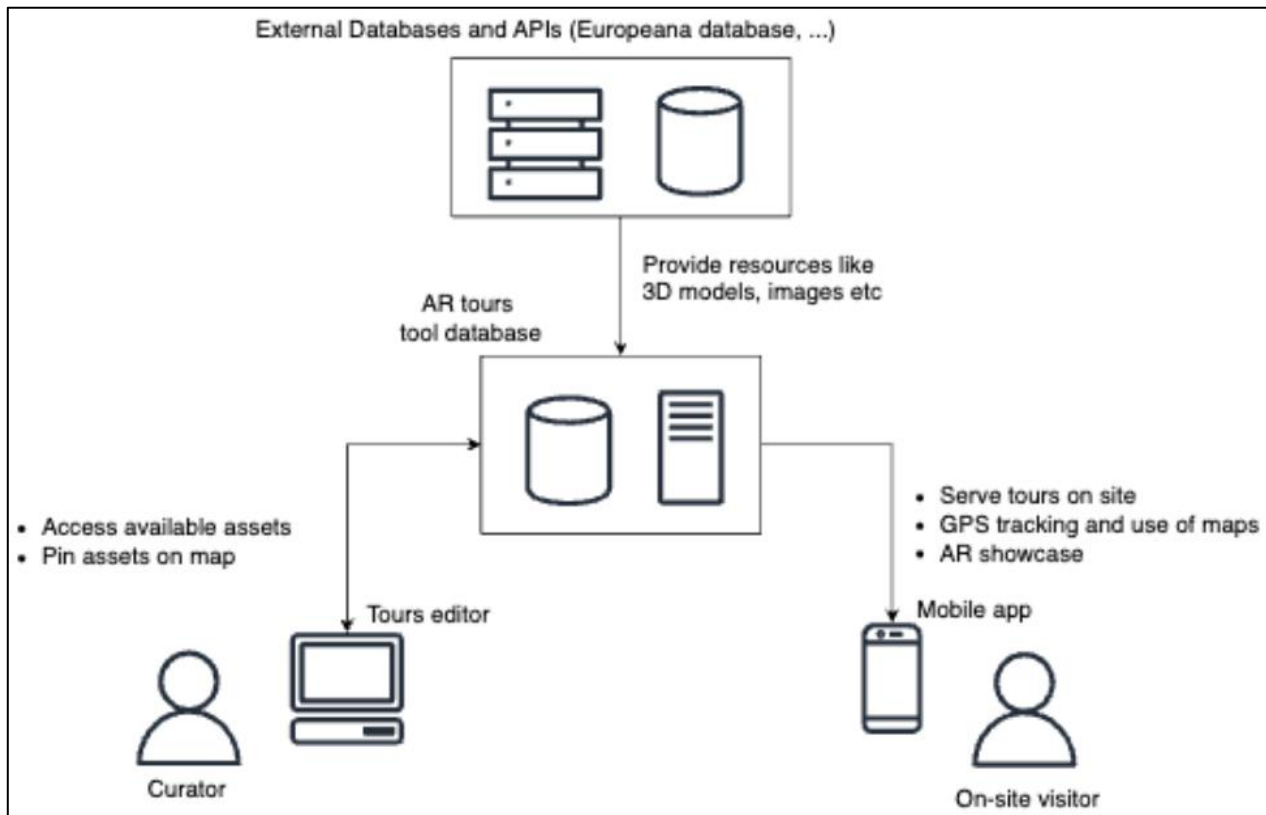 External Databases and APIs (Europeana database, ...)
Provide resources like
3D models, images etc
AR tours
tool database
• Access available assets
• Pin assets on map
• Serve tours on site
• GPS tracking and use of maps
• AR showcase
Tours editor
Mobile app
Curator
On-site visitor